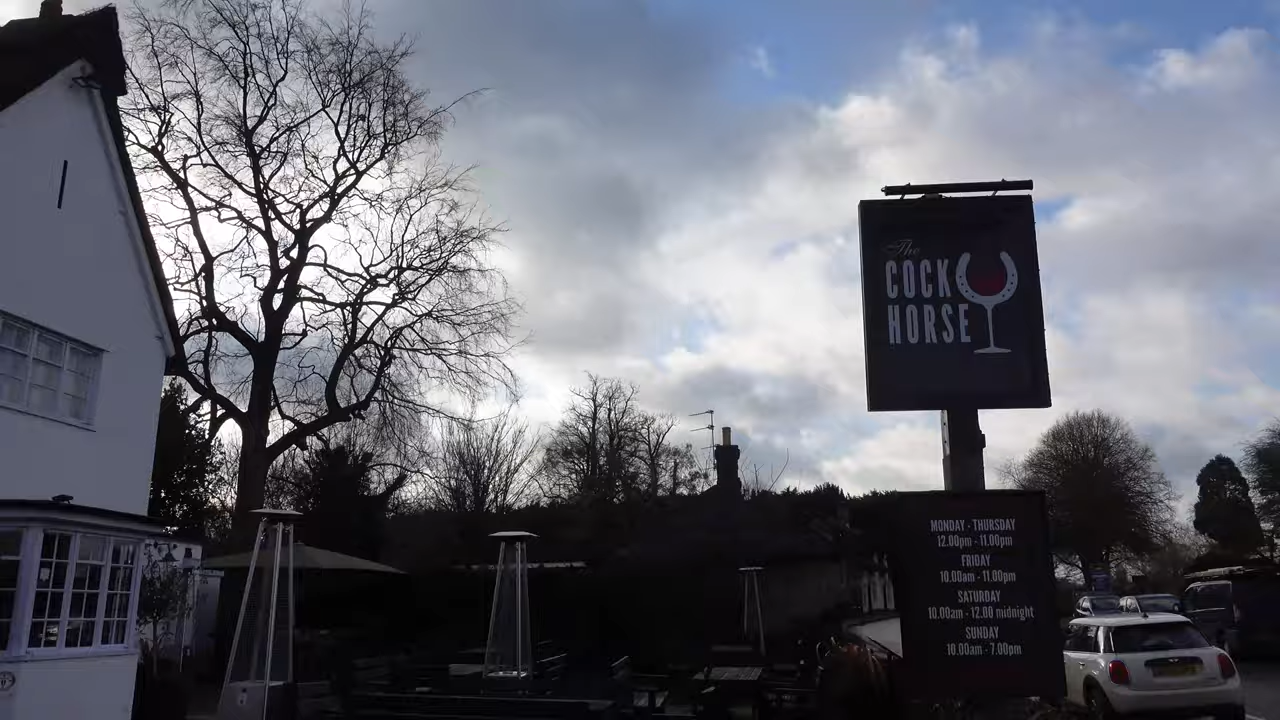 The
COCK
HORSE
MONDAY - THURSDAY
12.00pm - 11.00pm
FRIDAY
10.00am - 11.00pm
SATURDAY
10.00am - 12.00 midnight
SUNDAY
10.00am - 7.00pm